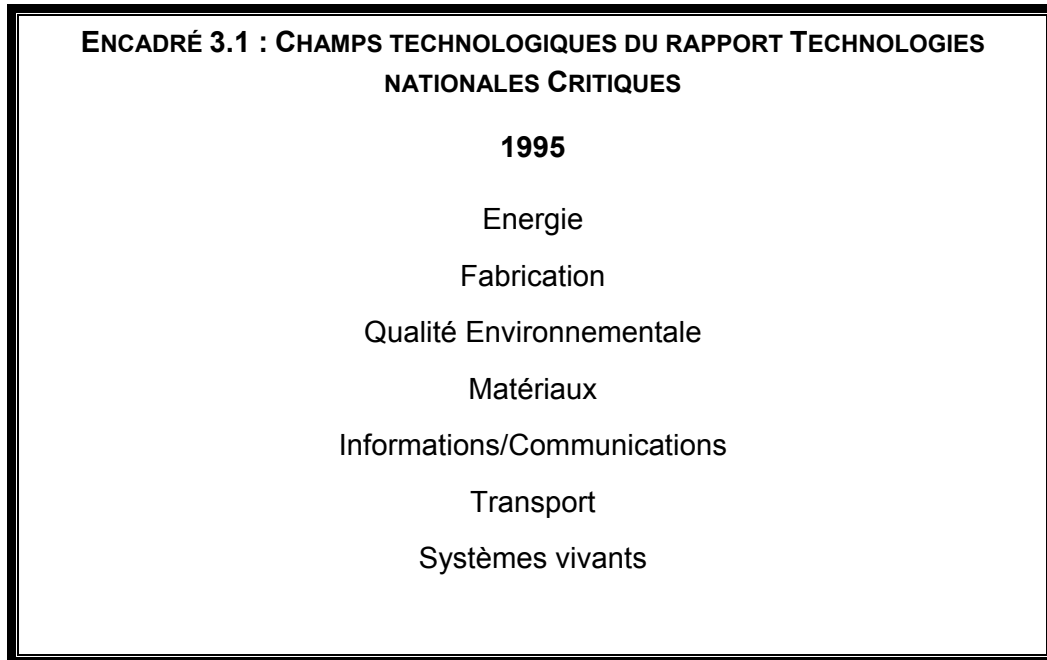 ENCADRÉ 3.1 : CHAMPS TECHNOLOGIQUES DU RAPPORT TECHNOLOGIES
NATIONALES CRITIQUES
1995
Energie
Fabrication
Qualité Environnementale
Matériaux
Informations/Communications
Transport
Systèmes vivants